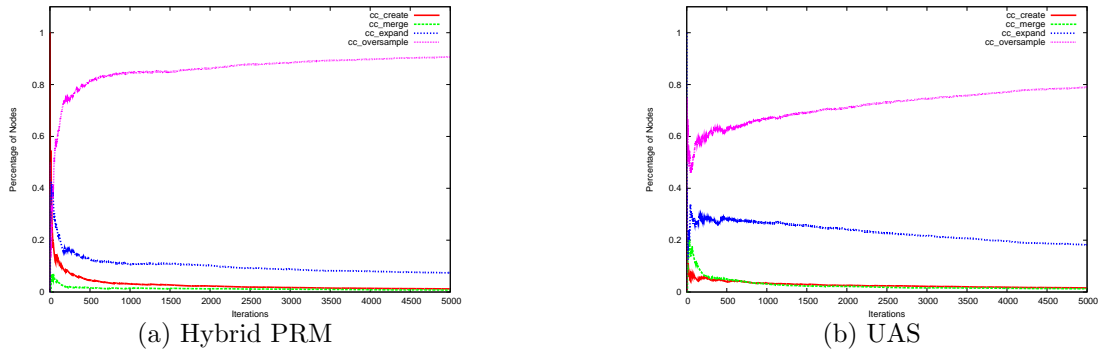 cc_create
cc_merge
cc_expand
cc_oversample
1
0.8
0.6
0.4
0.2
0
Percentage of Nodes
0 500 1000 1500 2000 2500 3000 3500 4000 4500 5000
Iterations
(a) Hybrid PRM
cc_create
cc_merge
cc_expand
cc_oversample
1
0.8
0.6
0.4
0.2
0
Percentage of Nodes
0 500 1000 1500 2000 2500 3000 3500 4000 4500 5000
Iterations
(b) UAS